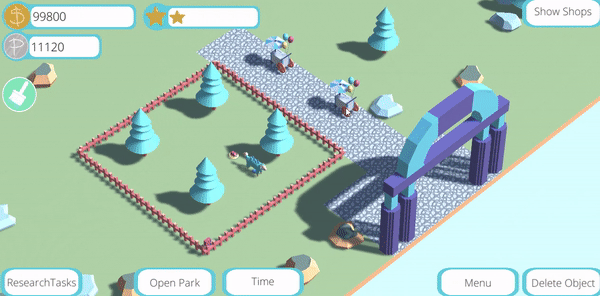 99800
Show Shops
11120
ResearchTasks
Open Park
Time
Menu
Delete Object